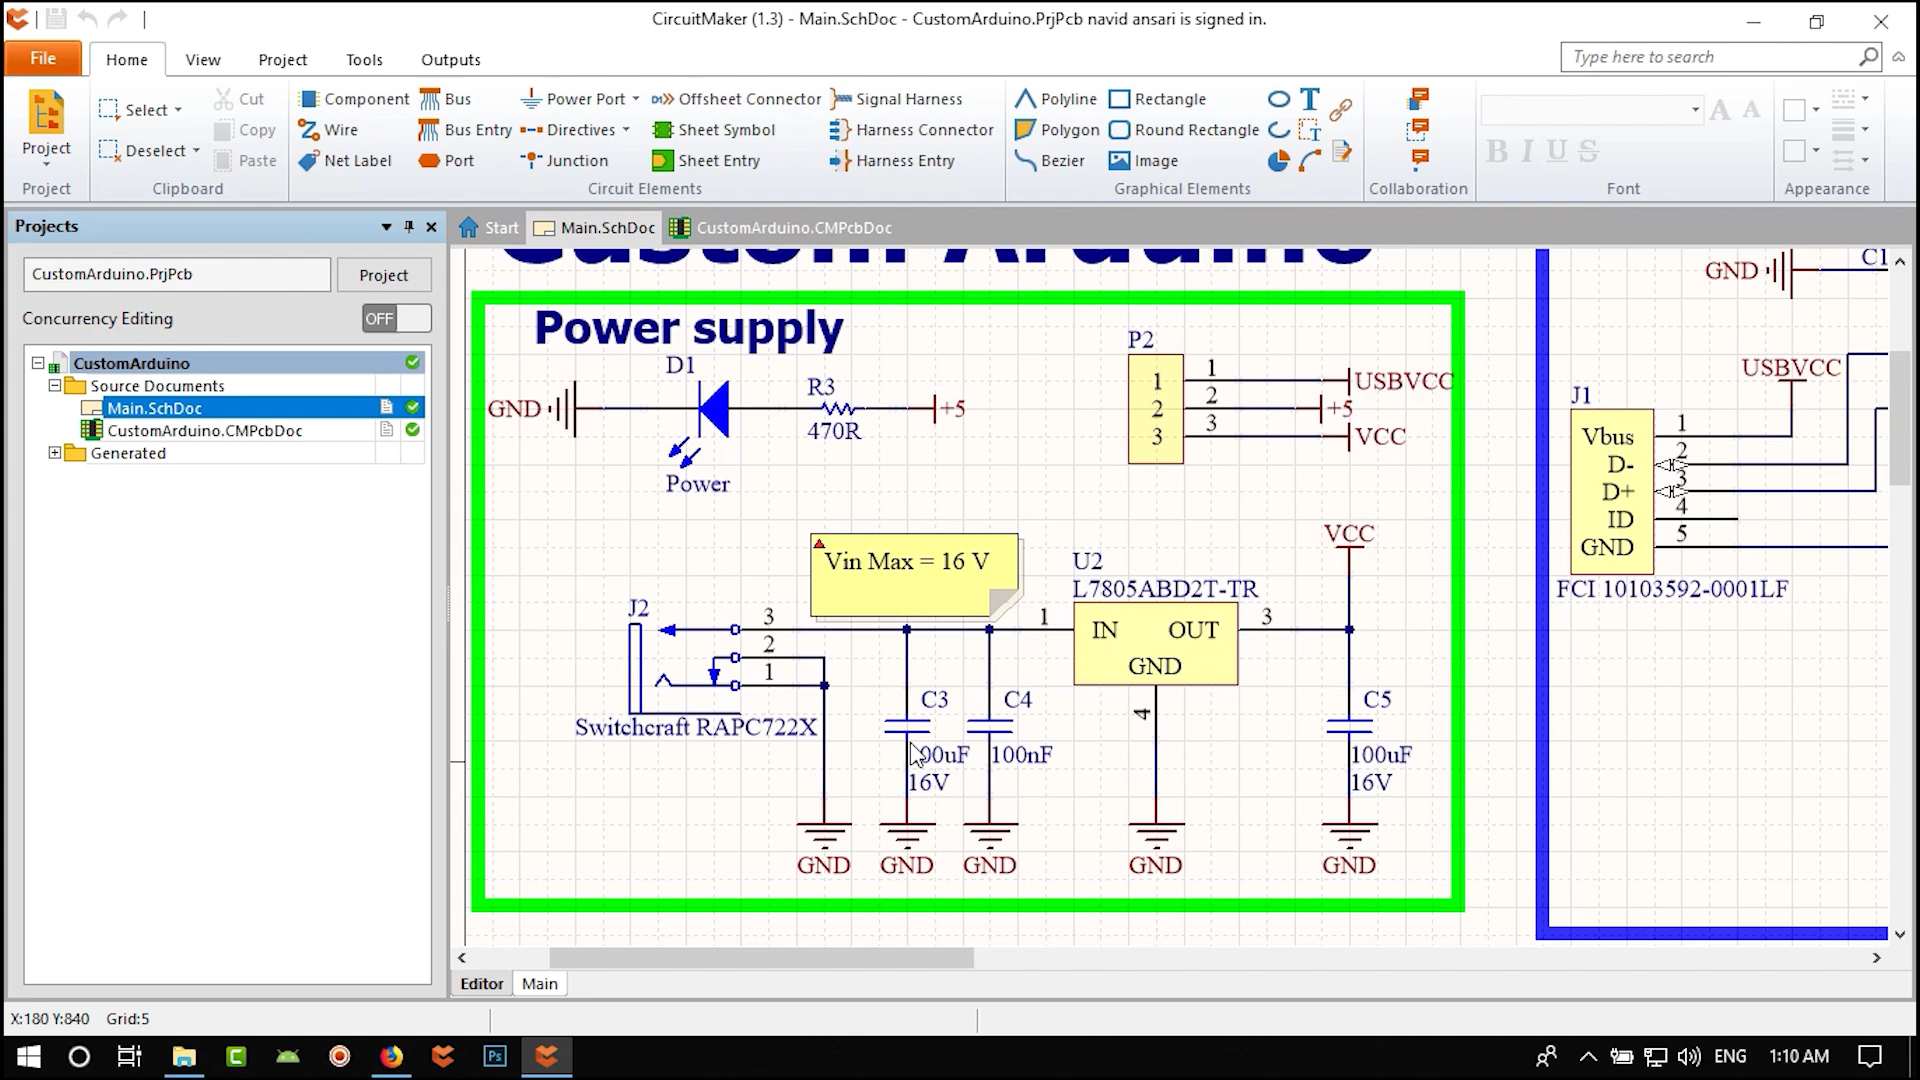 CircuitMaker (1.3) - Main.SchDoc - CustomArduino.PrjPcb navid ansari is signed in.
File Home View Project Tools Outputs Type here to search
Project
Select
Deselect
Cut
Copy
Paste
Component
Wire
Net Label
Bus
Bus Entry
Port
Power Port
Directives
Junction
Offsheet Connector
Sheet Symbol
Sheet Entry
Signal Harness
Harness Connector
Harness Entry
Polyline
Polygon
Bezier
Rectangle
Round Rectangle
Image
T
T
A A
B I U S
Project Clipboard Circuit Elements Graphical Elements Collaboration Font Appearance
Projects
CustomArduino.PrjPcb Project
Concurrency Editing OFF
CustomArduino
Source Documents
Main.SchDoc
CustomArduino.CMPcbDoc
Generated
Start Main.SchDoc CustomArduino.CMPcbDoc
Custom Arduino
Power supply
D1
GND
R3
470R
+5
Power
P2
1 1 USBVCC
2 2 +5
3 3 VCC
Vin Max = 16 V
J2
3
2
1
Switchcraft RAPC722X
U2
L7805ABD2T-TR
1 IN OUT 3
GND
4
VCC
C3
00uF
16V
C4
100nF
C5
100uF
16V
GND GND GND GND GND
GND C1
USBVCC
J1
Vbus 1
D- 2
D+ 3
ID 4
GND 5
FCI 10103592-0001LF
Editor Main
X:180 Y:840 Grid:5
Ps
ENG 1:10 AM